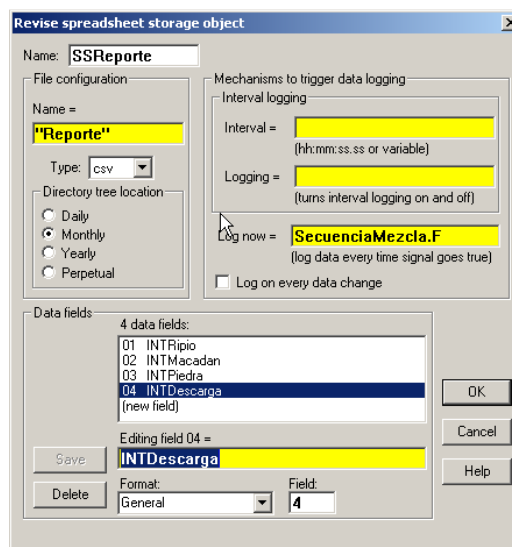 Revise spreadsheet storage object
Name: SSReporte
File configuration
Name =
"Reporte"
Type: csv
Directory tree location
Daily
Monthly
Yearly
Perpetual
Mechanisms to trigger data logging
Interval logging
Interval =
(hh:mm:ss.ss or variable)
Logging =
(turns interval logging on and off)
Log now = SecuenciaMezcla.F
(log data every time signal goes true)
Log on every data change
Data fields
4 data fields:
01 INTRipio
02 INTMacadan
03 INTPiedra
04 INTDescarga
(new field)
Editing field 04 =
INTDescarga
Save
Delete
Format:
General
Field:
4
OK
Cancel
Help